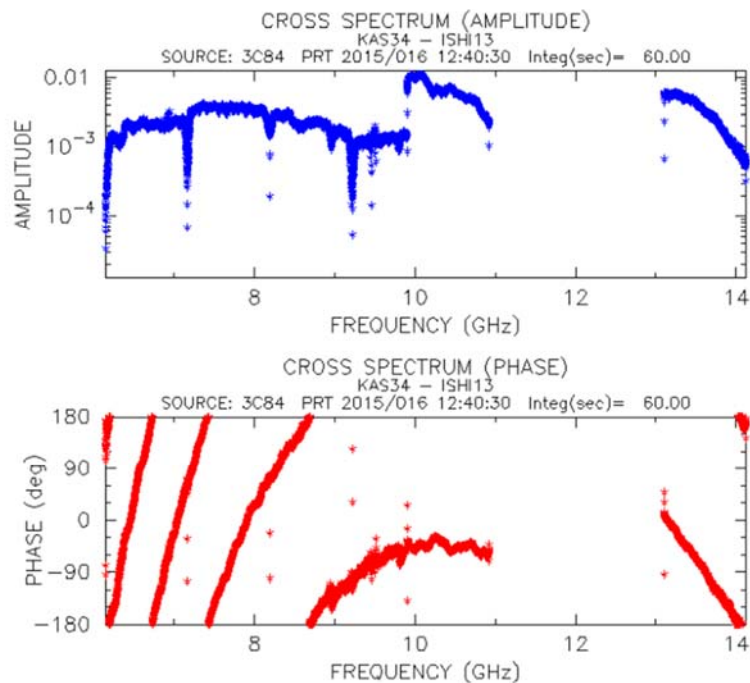 CROSS SPECTRUM (AMPLITUDE)
KAS34 - ISHI13
SOURCE: 3C84 PRT 2015/016 12:40:30 Integ(sec)= 60.00
0.01
10-3
10-4
AMPLITUDE
8 10 12 14
FREQUENCY (GHz)
CROSS SPECTRUM (PHASE)
KAS34 - ISHI13
SOURCE: 3C84 PRT 2015/016 12:40:30 Integ(sec)= 60.00
180
90
0
-90
-180
PHASE (deg)
8 10 12 14
FREQUENCY (GHz)